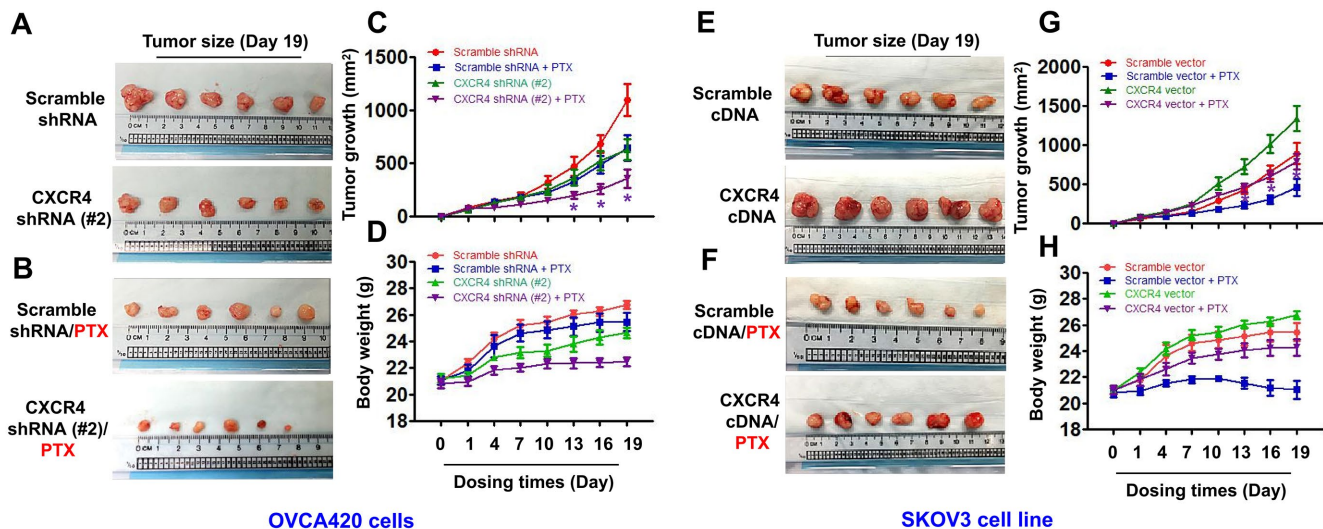 A
Tumor size (Day 19)
Scramble
shRNA
CXCR4
shRNA (#2)
B
Scramble
shRNA/PTX
CXCR4
shRNA (#2)/
PTX
C
Tumor growth (mm2)
1500
1000
500
0
Scramble shRNA
Scramble shRNA + PTX
CXCR4 shRNA (#2)
CXCR4 shRNA (#2) + PTX
* * *
D
Body weight (g)
30
28
26
24
22
20
18
Scramble shRNA
Scramble shRNA + PTX
CXCR4 shRNA (#2)
CXCR4 shRNA (#2) + PTX
0 1 4 7 10 13 16 19
Dosing times (Day)
OVCA420 cells
E
Tumor size (Day 19)
Scramble
cDNA
CXCR4
cDNA
F
Scramble
cDNA/PTX
CXCR4
cDNA/
PTX
G
Tumor growth (mm2)
2000
1500
1000
500
0
Scramble vector
Scramble vector + PTX
CXCR4 vector
CXCR4 vector + PTX
* * *
H
Body weight (g)
30
28
26
24
22
20
18
Scramble vector
Scramble vector + PTX
CXCR4 vector
CXCR4 vector + PTX
0 1 4 7 10 13 16 19
Dosing times (Day)
SKOV3 cell line